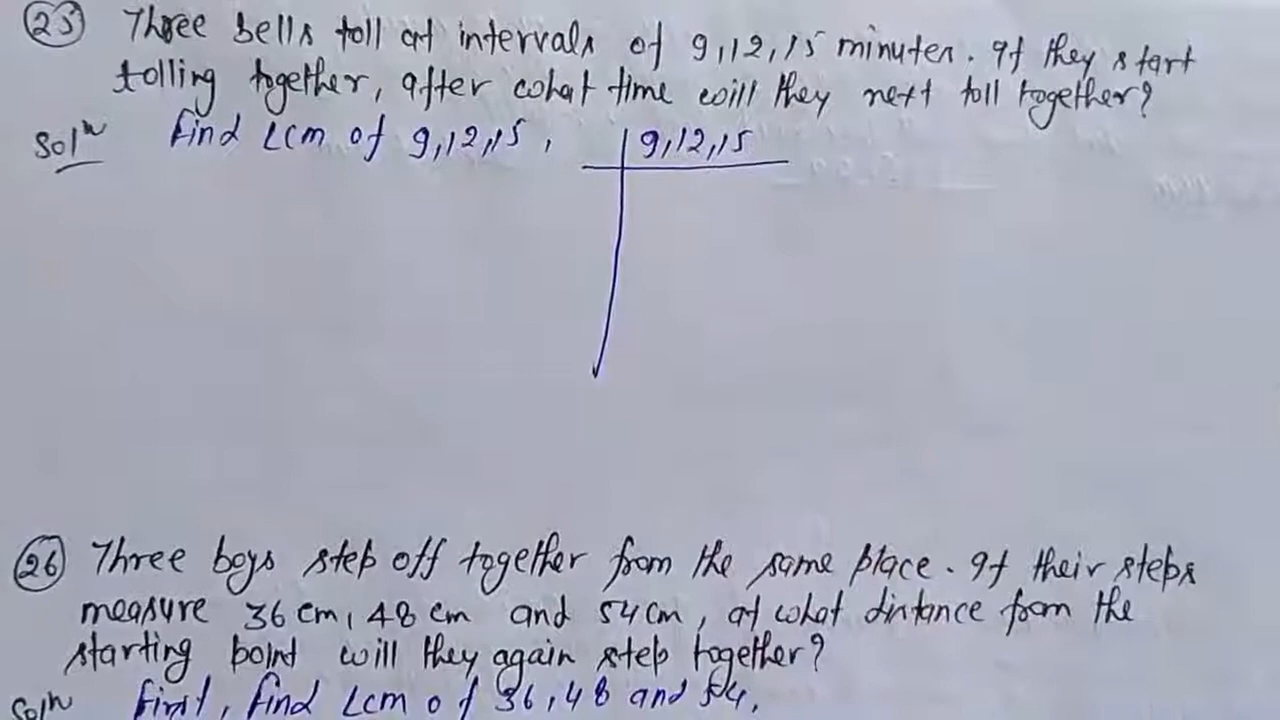 25 Three bells toll at intervals of 9,12,15 minutes. If they start
tolling together, after what time will they next toll together?
Solⁿ Find LCM of 9,12,15, 9,12,15
26 Three boys step off together from the same place. If their steps
measure 36 cm, 48 cm and 54 cm, at what distance from the
starting point will they again step together?
Solⁿ First, find LCM of 36,48 and 54,